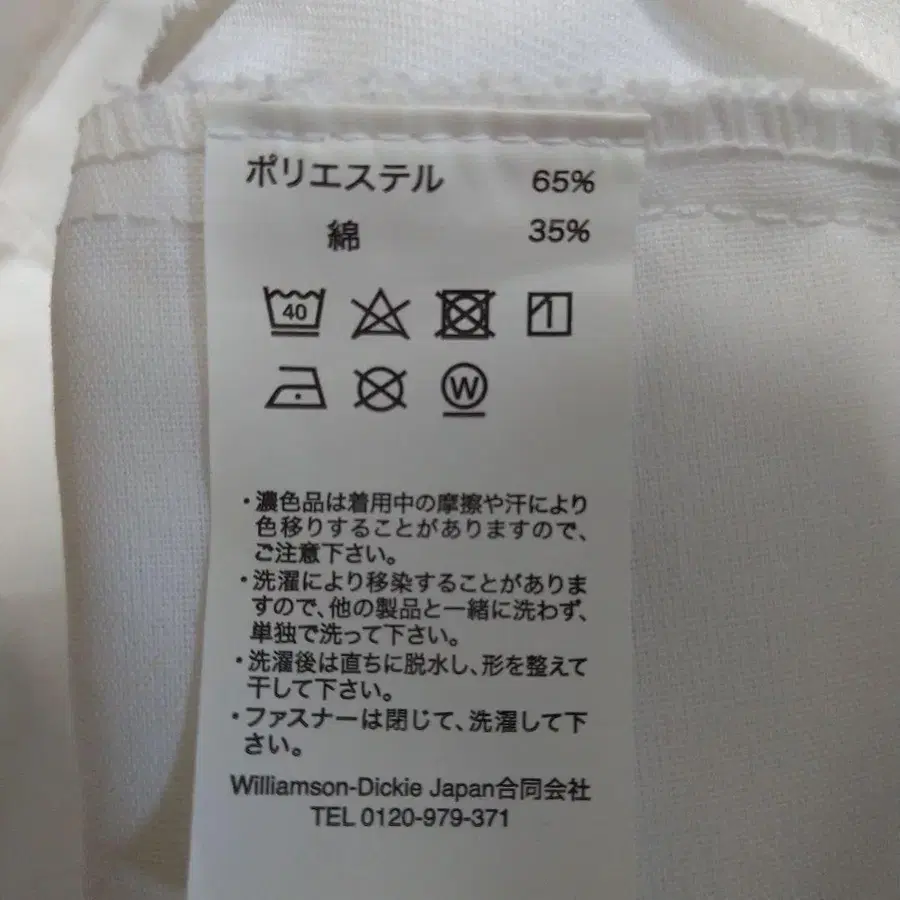 ポリエステル 65%
綿 35%
40
W
・濃色品は着用中の摩擦や汗により
色移りすることがありますので、
ご注意下さい。
・洗濯により移染することがありま
すので、他の製品と一緒に洗わず、
単独で洗って下さい。
・洗濯後は直ちに脱水し、形を整えて
干して下さい。
・ファスナーは閉じて、洗濯して下
さい。
Williamson-Dickie Japan合同会社
TEL 0120-979-371